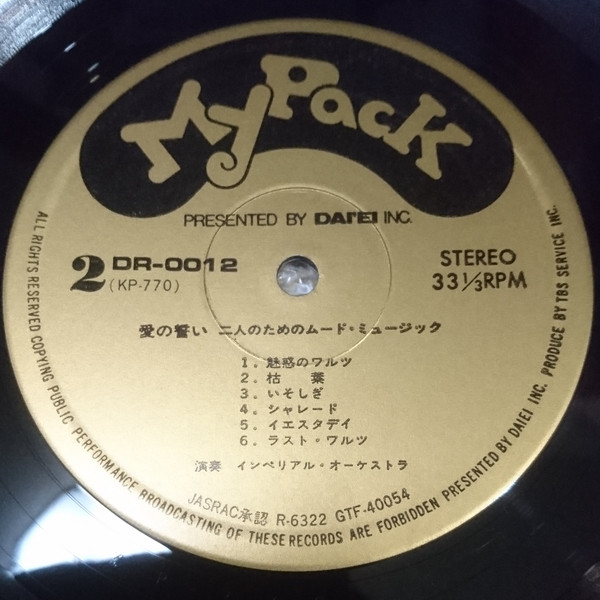 MyPack
PRESENTED BY DAI'EI INC.
2 DR-0012
(KP-770)
STEREO
33 1/3 RPM
愛の誓い 二人のためのムード・ミュージック
1. 魅惑のワルツ
2. 枯 葉
3. いそしぎ
4. シャレード
5. イエスタデイ
6. ラスト・ワルツ
演奏 インペリアル・オーケストラ
JASRAC承認 R-6322 GTF-40054
ALL RIGHTS RESERVED COPYING PUBLIC PERFORMANCE BROADCASTING OF THESE RECORDS ARE FORBIDDEN PRESENTED BY DAIEI INC. PRODUCE BY TBS SERVICE INC.